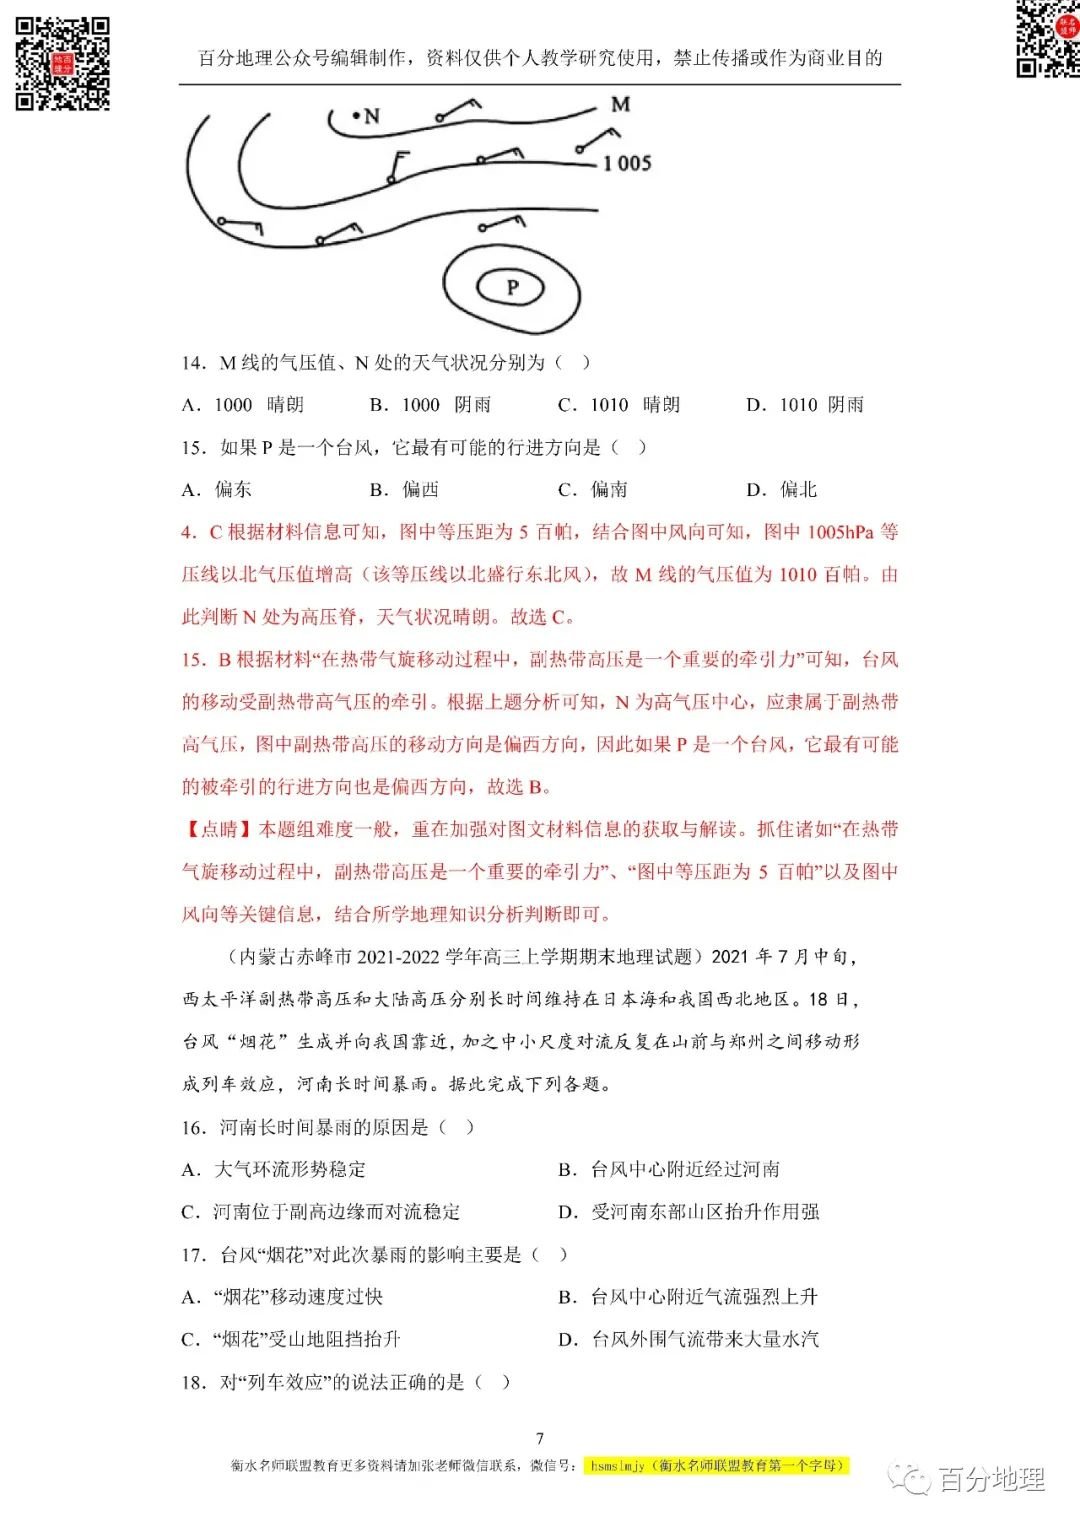 百分地理公众号编辑制作，资料仅供个人教学研究使用，禁止传播或作为商业目的
N
M
1 005
P
14．M 线的气压值、N 处的天气状况分别为（　）
A．1000 晴朗　B．1000 阴雨　C．1010 晴朗　D．1010 阴雨
15．如果 P 是一个台风，它最有可能的行进方向是（　）
A．偏东　B．偏西　C．偏南　D．偏北
4．C 根据材料信息可知，图中等压距为 5 百帕，结合图中风向可知，图中 1005hPa 等
压线以北气压值增高（该等压线以北盛行东北风），故 M 线的气压值为 1010 百帕。由
此判断 N 处为高压脊，天气状况晴朗。故选 C。
15．B 根据材料“在热带气旋移动过程中，副热带高压是一个重要的牵引力”可知，台风
的移动受副热带高气压的牵引。根据上题分析可知，N 为高气压中心，应隶属于副热带
高气压，图中副热带高压的移动方向是偏西方向，因此如果 P 是一个台风，它最有可能
的被牵引的行进方向也是偏西方向，故选 B。
【点睛】本题组难度一般，重在加强对图文材料信息的获取与解读。抓住诸如“在热带
气旋移动过程中，副热带高压是一个重要的牵引力”、“图中等压距为 5 百帕”以及图中
风向等关键信息，结合所学地理知识分析判断即可。
（内蒙古赤峰市 2021-2022 学年高三上学期期末地理试题）2021 年 7 月中旬，
西太平洋副热带高压和大陆高压分别长时间维持在日本海和我国西北地区。18 日，
台风“烟花”生成并向我国靠近，加之中小尺度对流反复在山前与郑州之间移动形
成列车效应，河南长时间暴雨。据此完成下列各题。
16．河南长时间暴雨的原因是（　）
A．大气环流形势稳定　B．台风中心附近经过河南
C．河南位于副高边缘而对流稳定　D．受河南东部山区抬升作用强
17．台风“烟花”对此次暴雨的影响主要是（　）
A．“烟花”移动速度过快　B．台风中心附近气流强烈上升
C．“烟花”受山地阻挡抬升　D．台风外围气流带来大量水汽
18．对“列车效应”的说法正确的是（　）
7
衡水名师联盟教育更多资料请加张老师微信联系，微信号：hsmslmjy（衡水名师联盟教育第一个字母）
百分地理